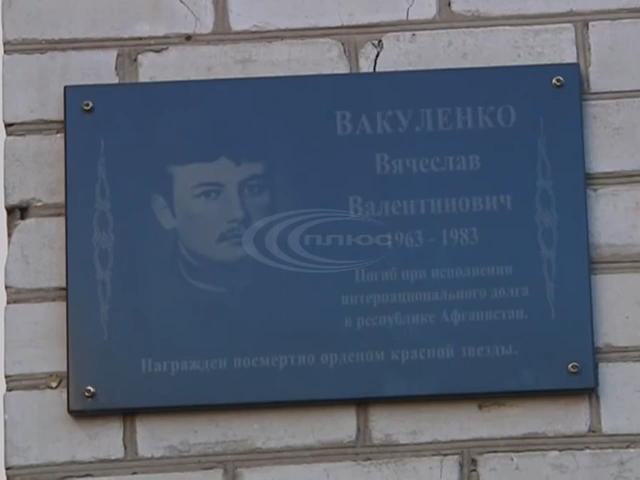 ВАКУЛЕНКО
Вячеслав
Валентинович
ПЛЮС
1963 - 1983
Погиб при исполнении
интернационального долга
в республике Афганистан.
Награжден посмертно орденом красной звезды.